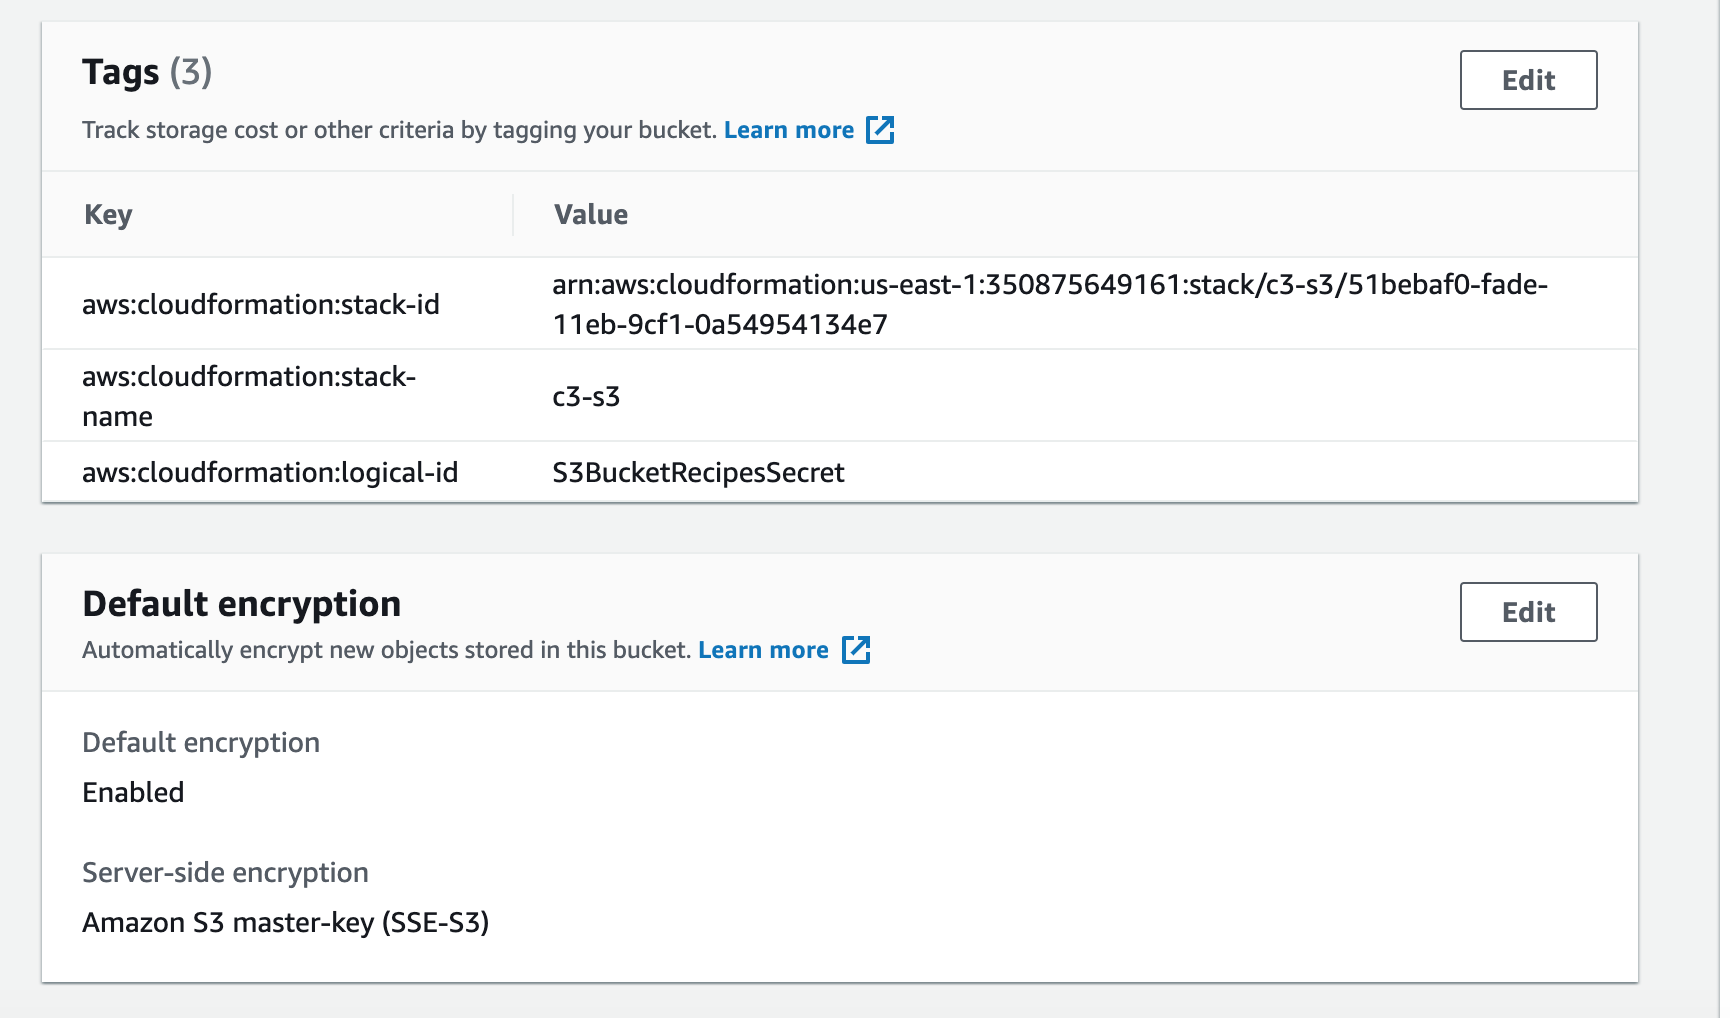 Tags (3)
Edit
Track storage cost or other criteria by tagging your bucket. Learn more
Key
Value
aws:cloudformation:stack-id
arn:aws:cloudformation:us-east-1:350875649161:stack/c3-s3/51bebaf0-fade-
11eb-9cf1-0a54954134e7
aws:cloudformation:stack-
name
c3-s3
aws:cloudformation:logical-id
S3BucketRecipesSecret
Default encryption
Edit
Automatically encrypt new objects stored in this bucket. Learn more
Default encryption
Enabled
Server-side encryption
Amazon S3 master-key (SSE-S3)